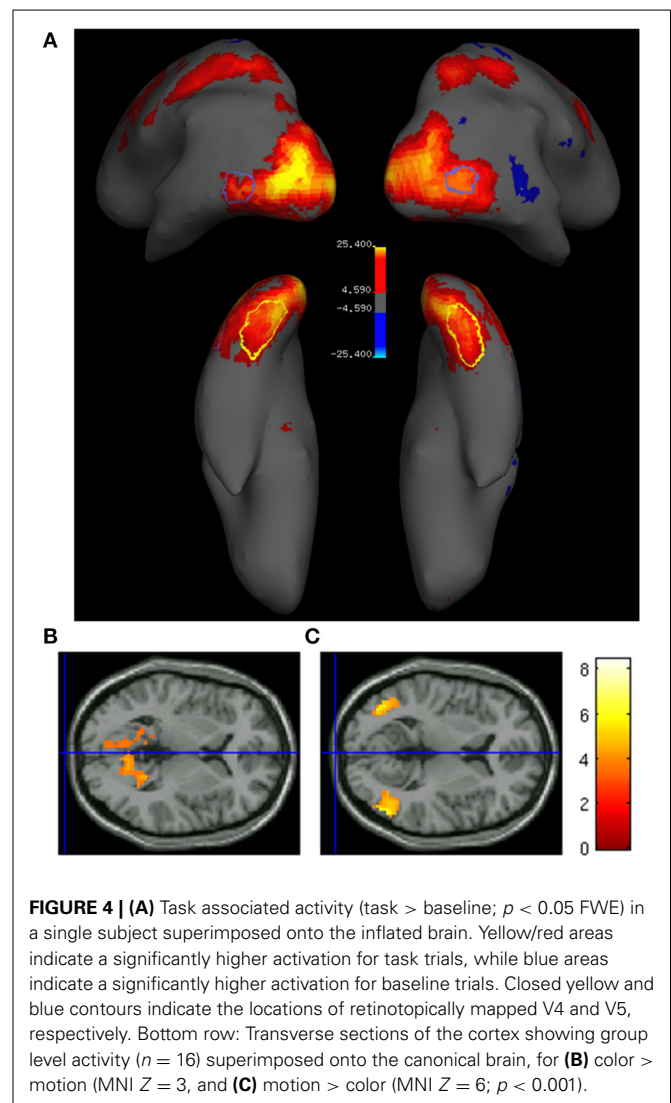 A
25.400
4.590
-4.590
-25.400
B
C
8
6
4
2
0
FIGURE 4 | (A) Task associated activity (task > baseline; p < 0.05 FWE) in
a single subject superimposed onto the inflated brain. Yellow/red areas
indicate a significantly higher activation for task trials, while blue areas
indicate a significantly higher activation for baseline trials. Closed yellow and
blue contours indicate the locations of retinotopically mapped V4 and V5,
respectively. Bottom row: Transverse sections of the cortex showing group
level activity (n = 16) superimposed onto the canonical brain, for (B) color >
motion (MNI Z = 3, and (C) motion > color (MNI Z = 6; p < 0.001).